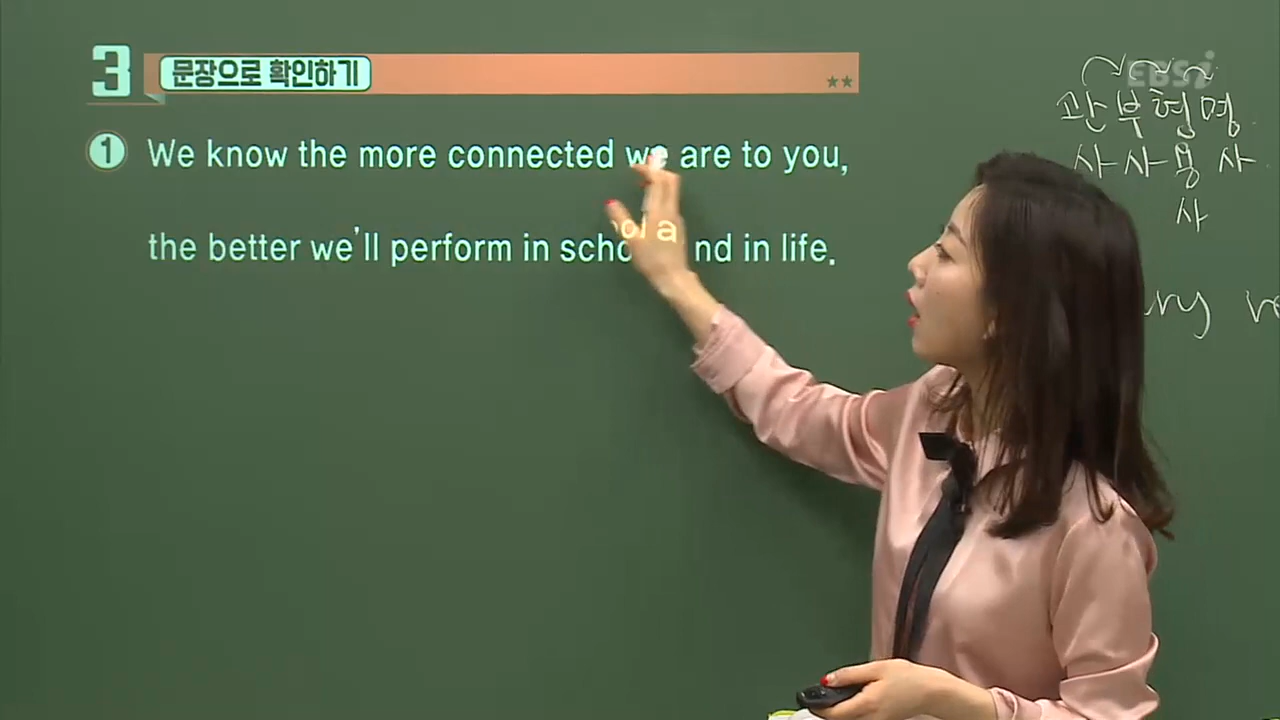 3 문장으로 확인하기
★★
EBSi
관 부 형 명
사 사 용 사
사
① We know the more connected we are to you,
the better we'll perform in school and in life.